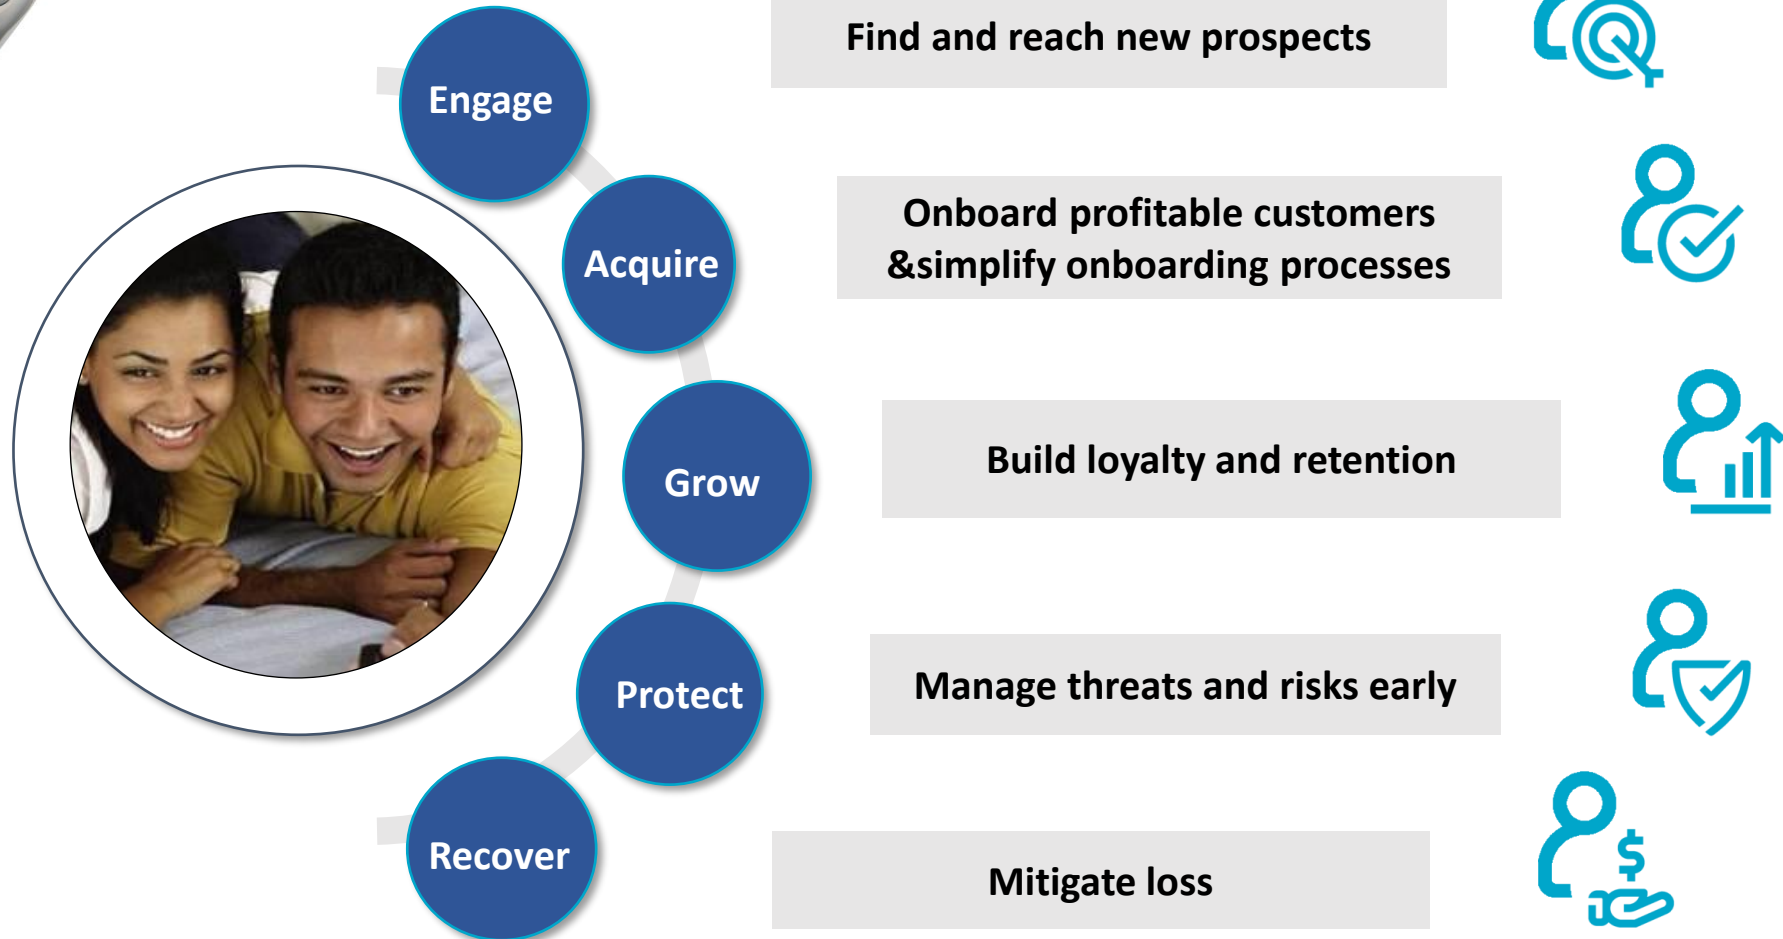 Engage
Find and reach new prospects
Acquire
Onboard profitable customers
&simplify onboarding processes
Grow
Build loyalty and retention
Protect
Manage threats and risks early
Recover
Mitigate loss
$